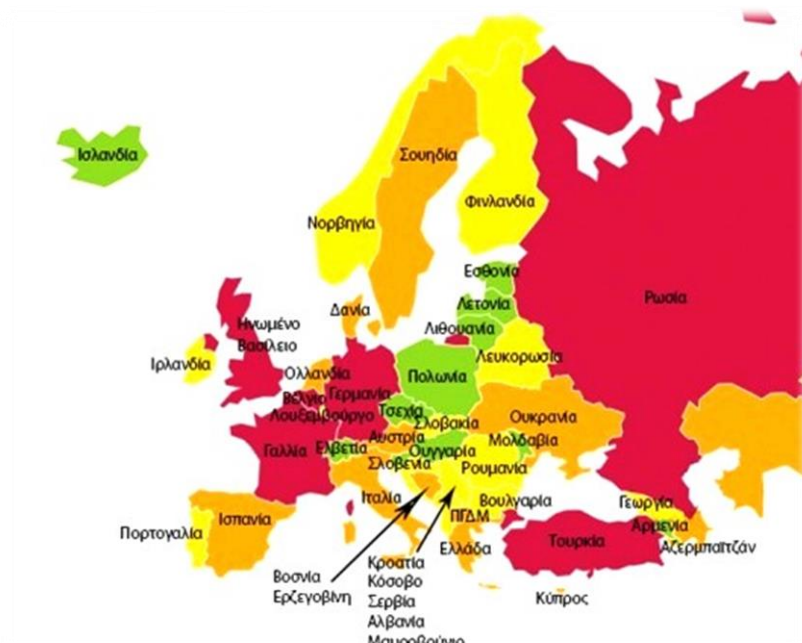 Ισλανδία
Σουηδία
Φινλανδία
Νορβηγία
Εσθονία
Ρωσία
Λετονία
Δανία
Ηνωμένο
Βασίλειο
Λιθουανία
Ιρλανδία
Λευκορωσία
Ολλανδία
Πολωνία
Βέλγιο
Γερμανία
Λουξεμβούργο
Τσεχία
Σλοβακία
Ουκρανία
Αυστρία
Μολδαβία
Γαλλία
Ελβετία
Ουγγαρία
Σλοβενία
Ρουμανία
Ιταλία
Βουλγαρία
Γεωργία
Ισπανία
ΠΓΔΜ
Αρμενία
Πορτογαλία
Ελλάδα
Τουρκία
Αζερμπαϊτζάν
Βοσνία
Ερζεγοβίνη
Κροατία
Κόσοβο
Σερβία
Αλβανία
Μαυροβούνιο
Κύπρος